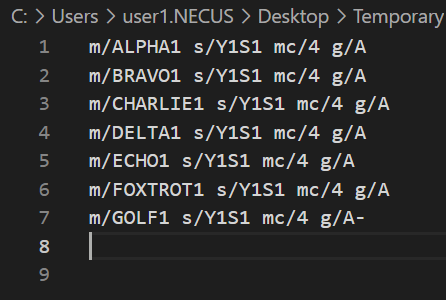 C: > Users > user1.NECUS > Desktop > Temporary
1 m/ALPHA1 s/Y1S1 mc/4 g/A
2 m/BRAVO1 s/Y1S1 mc/4 g/A
3 m/CHARLIE1 s/Y1S1 mc/4 g/A
4 m/DELTA1 s/Y1S1 mc/4 g/A
5 m/ECHO1 s/Y1S1 mc/4 g/A
6 m/FOXTROT1 s/Y1S1 mc/4 g/A
7 m/GOLF1 s/Y1S1 mc/4 g/A-
8
9